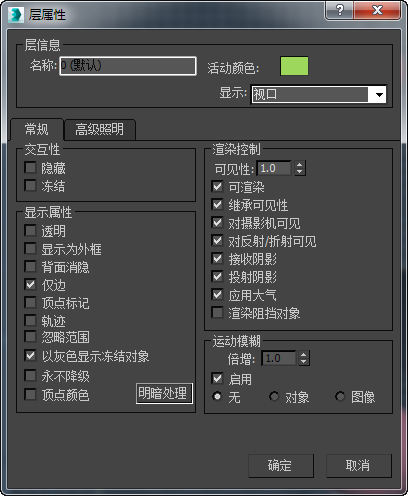 层属性
层信息
名称: 0 (默认)
活动颜色:
显示: 视口
常规
高级照明
交互性
隐藏
冻结
显示属性
透明
显示为外框
背面消隐
仅边
顶点标记
轨迹
忽略范围
以灰色显示冻结对象
永不降级
顶点颜色
明暗处理
渲染控制
可见性: 1.0
可渲染
继承可见性
对摄影机可见
对反射/折射可见
接收阴影
投射阴影
应用大气
渲染阻挡对象
运动模糊
倍增: 1.0
启用
无 对象 图像
确定 取消